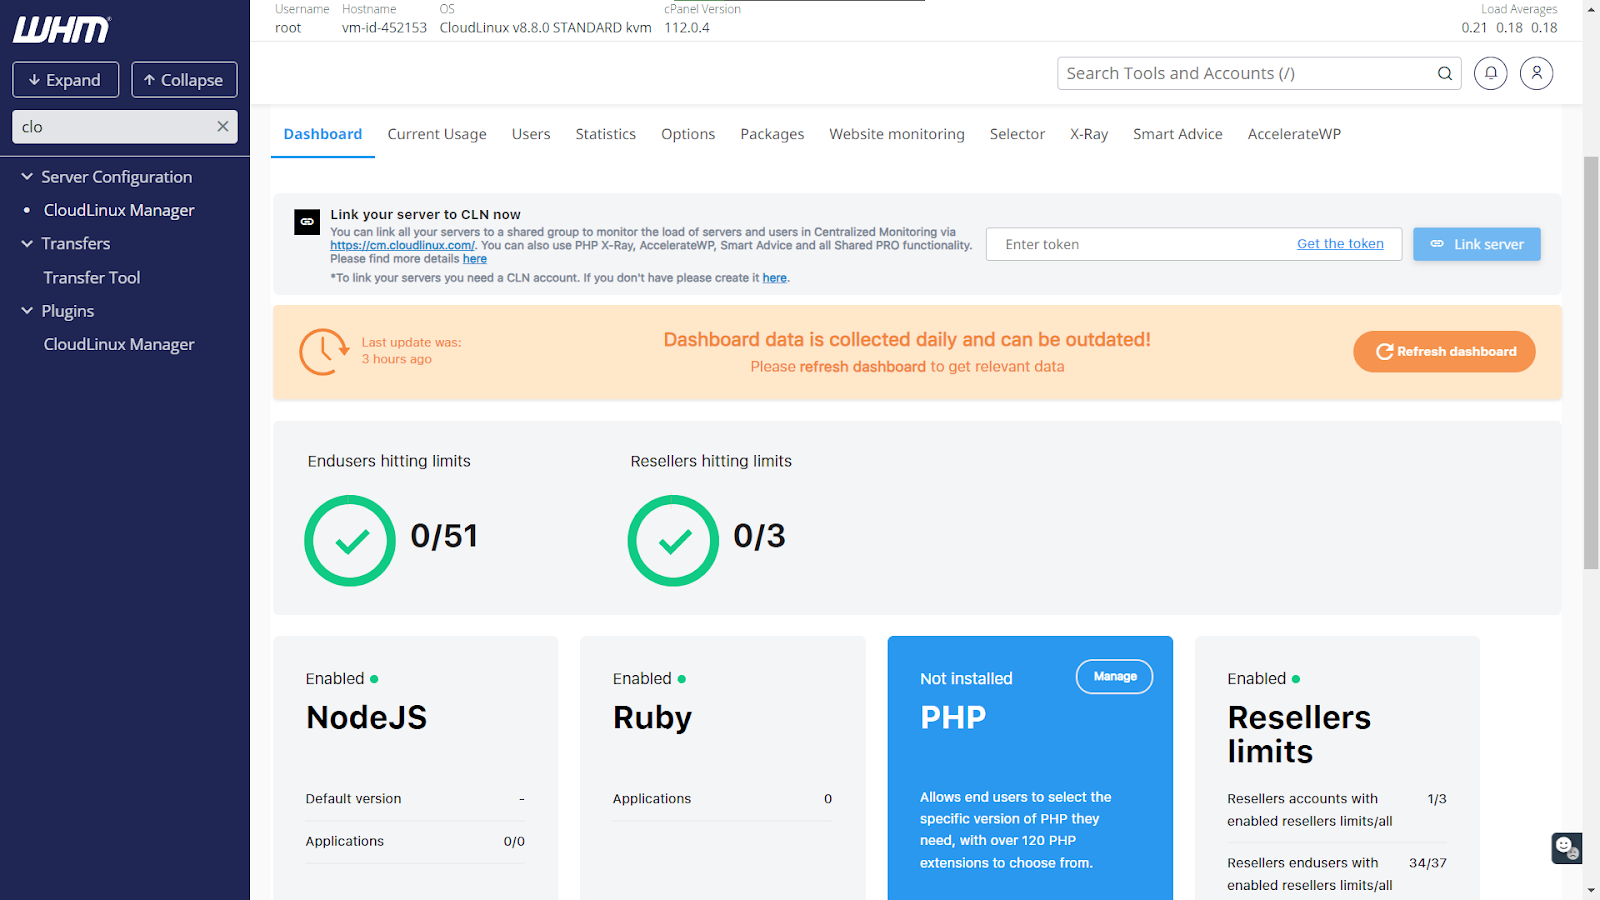 WHM
Username Hostname OS cPanel Version Load Averages
root vm-id-452153 CloudLinux v8.8.0 STANDARD kvm 112.0.4 0.21 0.18 0.18
Expand Collapse
Search Tools and Accounts (/)
clo
Server Configuration
CloudLinux Manager
Transfers
Transfer Tool
Plugins
CloudLinux Manager
Dashboard Current Usage Users Statistics Options Packages Website monitoring Selector X-Ray Smart Advice AccelerateWP
Link your server to CLN now
You can link all your servers to a shared group to monitor the load of servers and users in Centralized Monitoring via
https://cm.cloudlinux.com/. You can also use PHP X-Ray, AccelerateWP, Smart Advice and all Shared PRO functionality.
Please find more details here
*To link your servers you need a CLN account. If you don't have please create it here.
Enter token Get the token Link server
Last update was:
3 hours ago
Dashboard data is collected daily and can be outdated!
Please refresh dashboard to get relevant data
Refresh dashboard
Endusers hitting limits
0/51
Resellers hitting limits
0/3
Enabled
NodeJS
Default version -
Applications 0/0
Enabled
Ruby
Applications 0
Not installed
Manage
PHP
Allows end users to select the
specific version of PHP they
need, with over 120 PHP
extensions to choose from.
Enabled
Resellers
limits
Resellers accounts with 1/3
enabled resellers limits/all
Resellers endusers with 34/37
enabled resellers limits/all